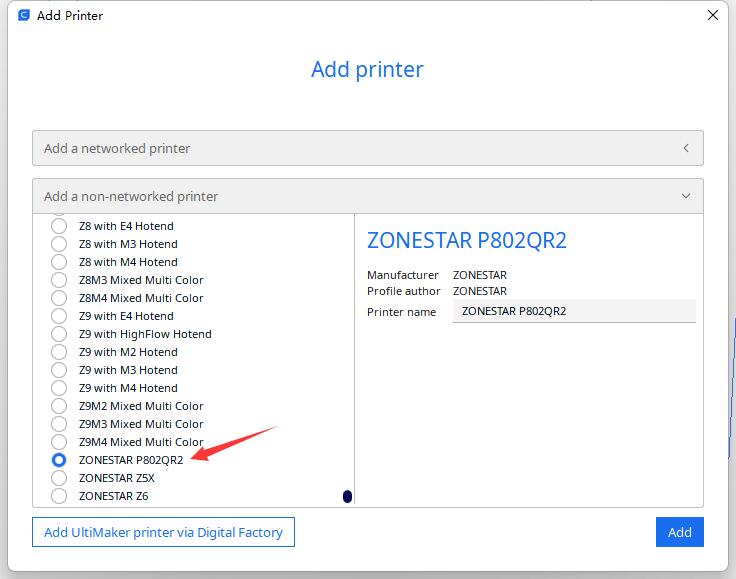 Add Printer
Add printer
Add a networked printer
Add a non-networked printer
Z8 with E4 Hotend
Z8 with M3 Hotend
Z8 with M4 Hotend
Z8M3 Mixed Multi Color
Z8M4 Mixed Multi Color
Z9 with E4 Hotend
Z9 with HighFlow Hotend
Z9 with M2 Hotend
Z9 with M3 Hotend
Z9 with M4 Hotend
Z9M2 Mixed Multi Color
Z9M3 Mixed Multi Color
Z9M4 Mixed Multi Color
ZONESTAR P802QR2
ZONESTAR Z5X
ZONESTAR Z6
ZONESTAR P802QR2
Manufacturer ZONESTAR
Profile author ZONESTAR
Printer name ZONESTAR P802QR2
Add UltiMaker printer via Digital Factory
Add